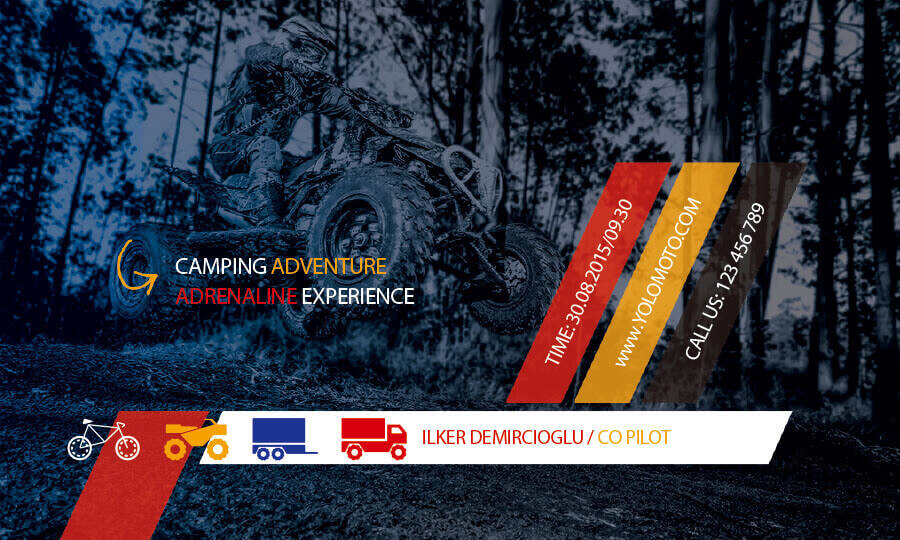 CAMPING ADVENTURE
ADRENALINE EXPERIENCE
TIME: 30.08.2015/09.30
www.YOLOMOTO.COM
CALL US: 123 456 789
ILKER DEMIRCIOGLU / CO PILOT